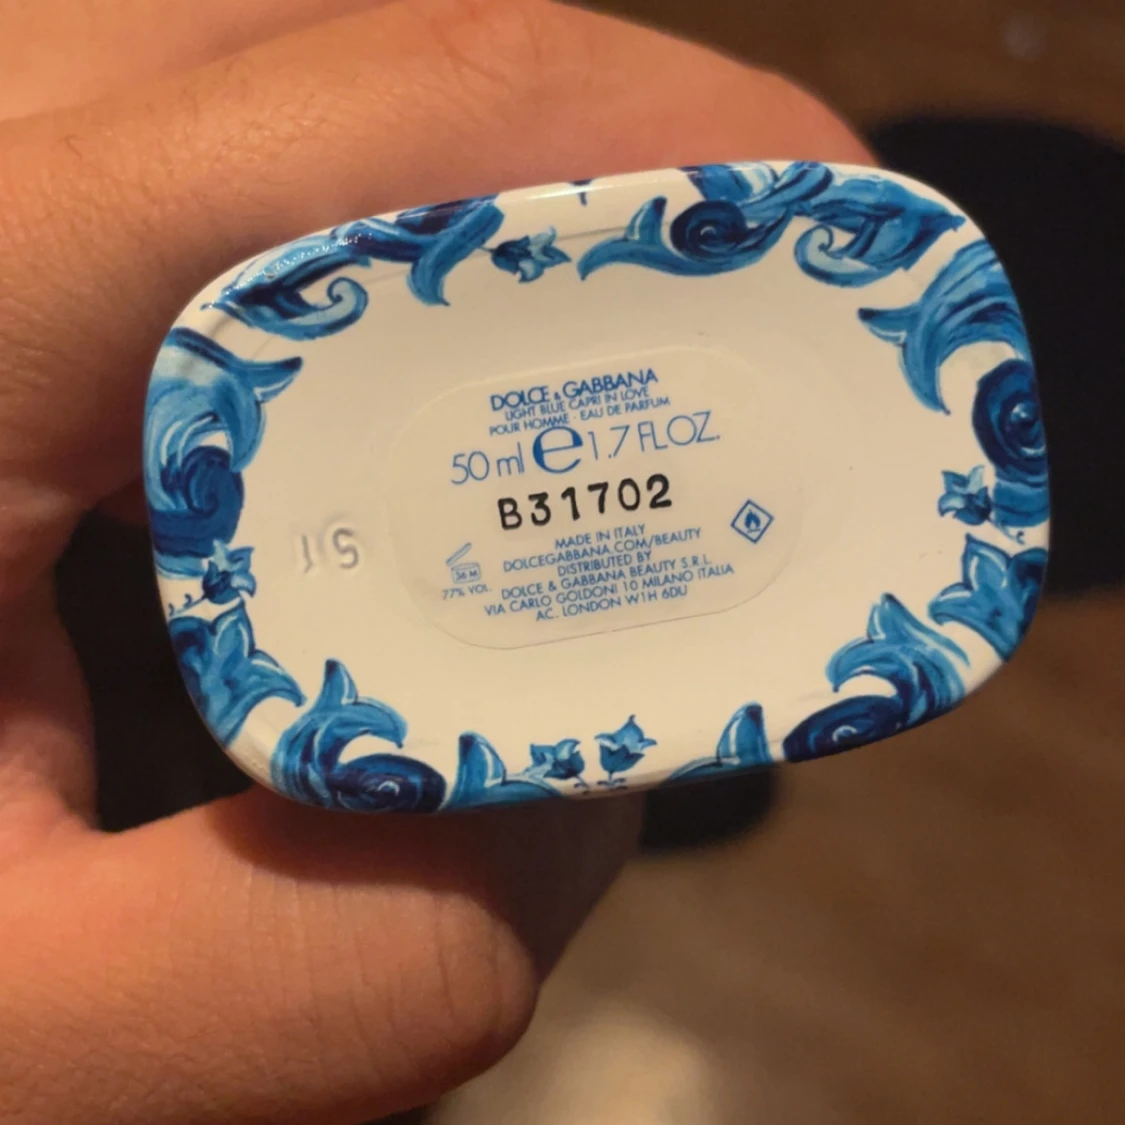 DOLCE & GABBANA
LIGHT BLUE CAPRI IN LOVE
POUR HOMME · EAU DE PARFUM
50 ml e 1.7 FL.OZ.
B31702
MADE IN ITALY
DOLCEGABBANA.COM/BEAUTY
DISTRIBUTED BY
DOLCE & GABBANA BEAUTY S.R.L.
VIA CARLO GOLDONI 10 MILANO ITALIA
AC. LONDON W1H 6DU
36 M
77% VOL.